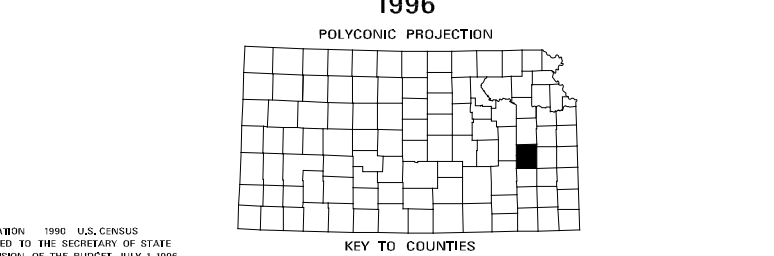 1996
POLYCONIC PROJECTION
1990 U.S. CENSUS
TO THE SECRETARY OF STATE
OF THE BUDGET JULY 1, 1996
KEY TO COUNTIES